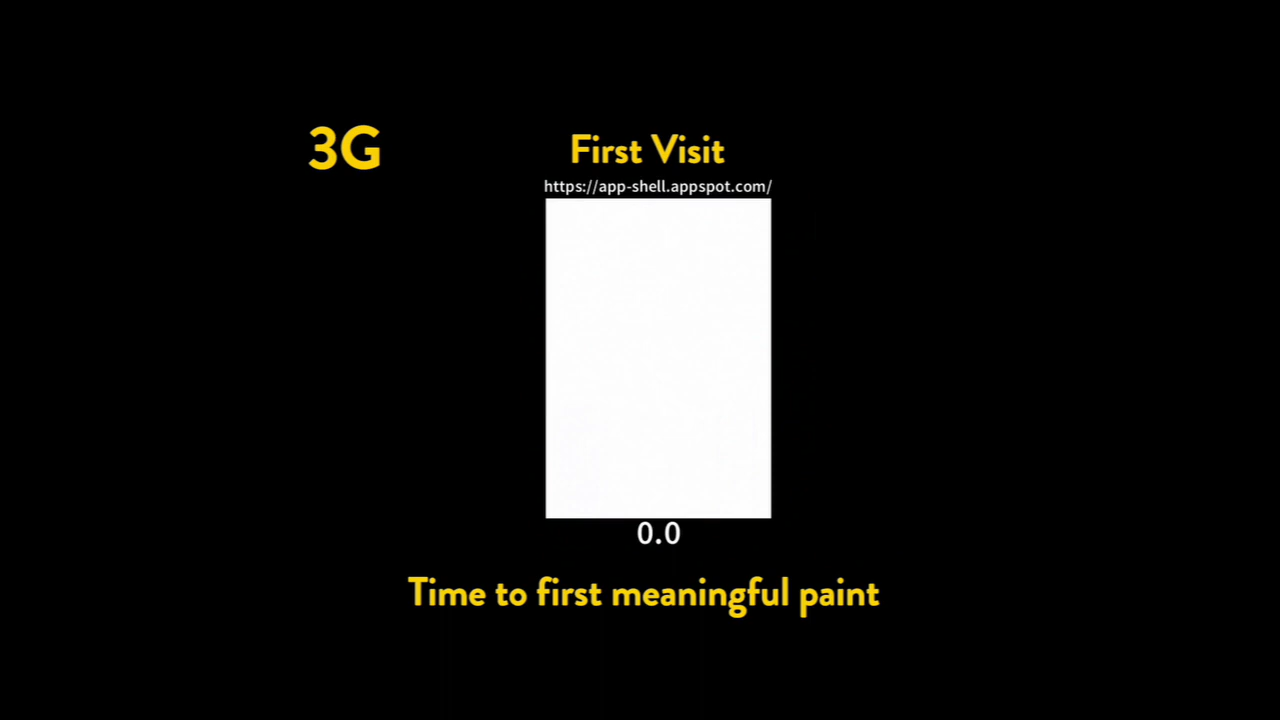 3G
First Visit
https://app-shell.appspot.com/
0.0
Time to first meaningful paint